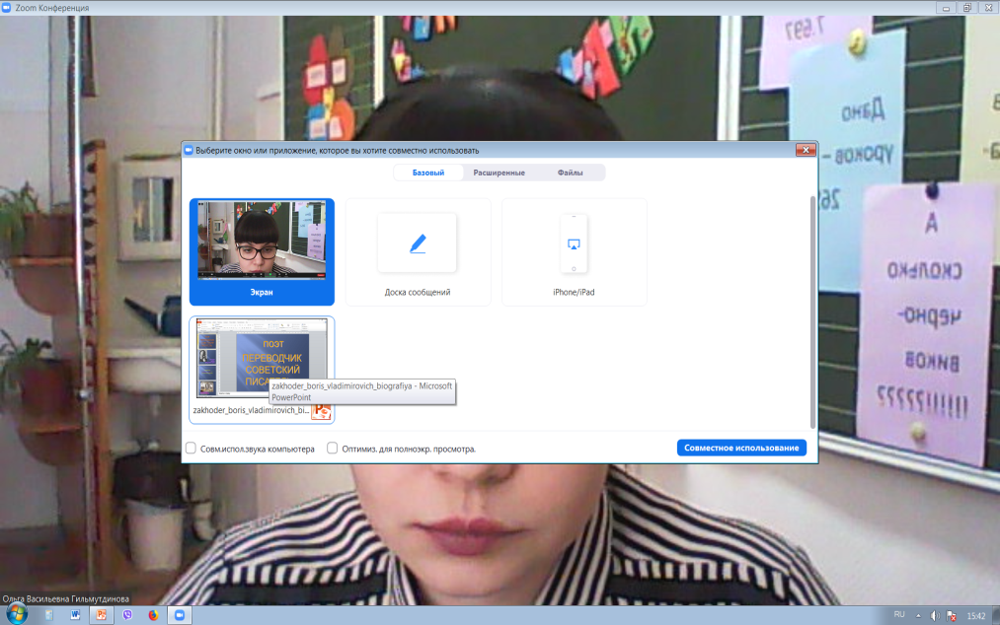 Zoom Конференция
7.697
Дано
уроков -
26
А
сколько
черно-
виков
!!!!!!!?????
Выберите окно или приложение, которое вы хотите совместно использовать
Базовый
Расширенные
Файлы
Экран
Доска сообщений
iPhone/iPad
ПОЭТ
ПЕРЕВОДЧИК
СОВЕТСКИЙ
zakhoder_boris_vladimirovich_biografiya - Microsoft
PowerPoint
zakhoder_boris_vladimirovich_bi...
Совм.испол.звука компьютера
Оптимиз. для полноэкр. просмотра.
Совместное использование
Ольга Васильевна Гильмутдинова
RU
15:42